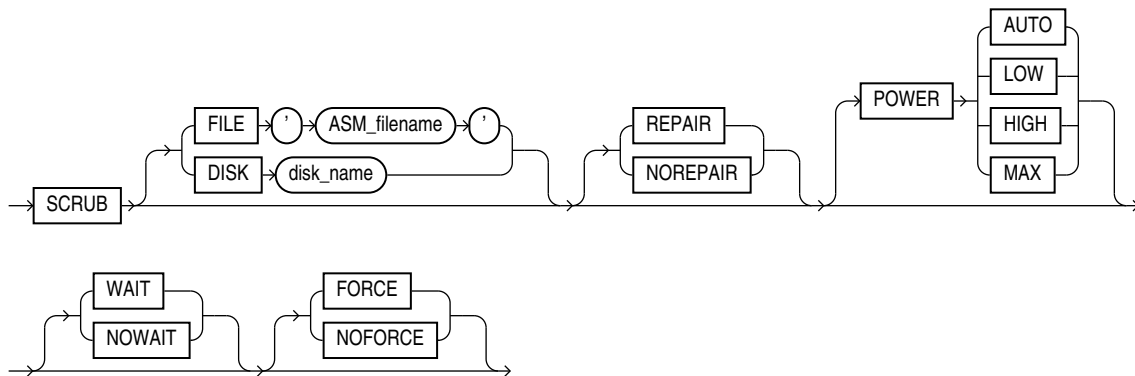 SCRUB
FILE ' ASM_filename '
DISK disk_name
REPAIR
NOREPAIR
POWER
AUTO
LOW
HIGH
MAX
WAIT
NOWAIT
FORCE
NOFORCE